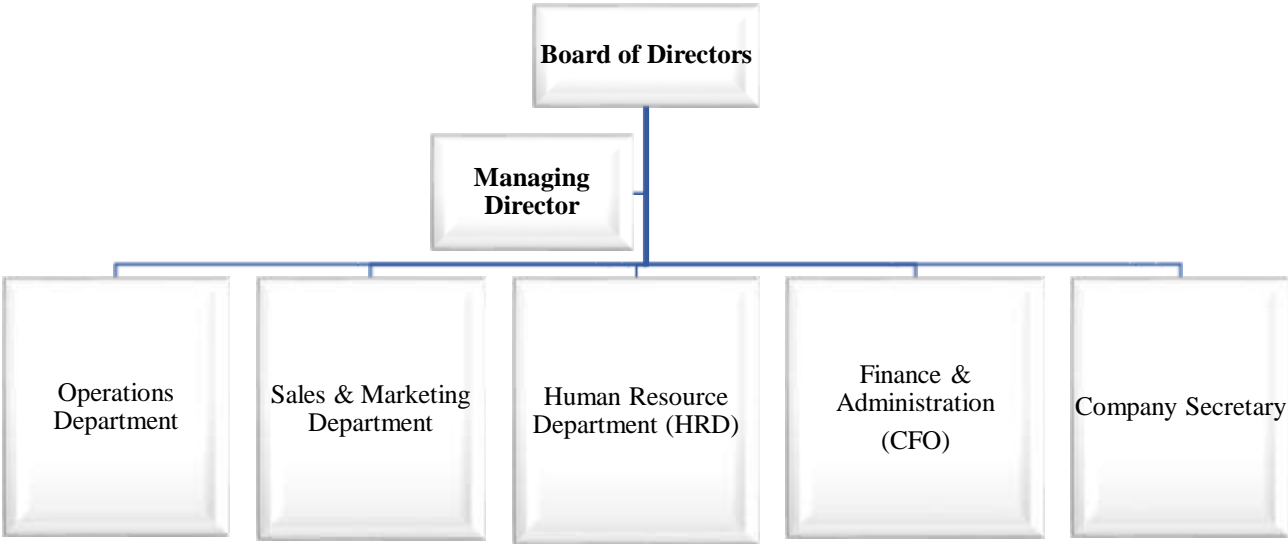 Board of Directors
Managing
Director
Operations
Department
Sales & Marketing
Department
Human Resource
Department (HRD)
Finance &
Administration
(CFO)
Company Secretary